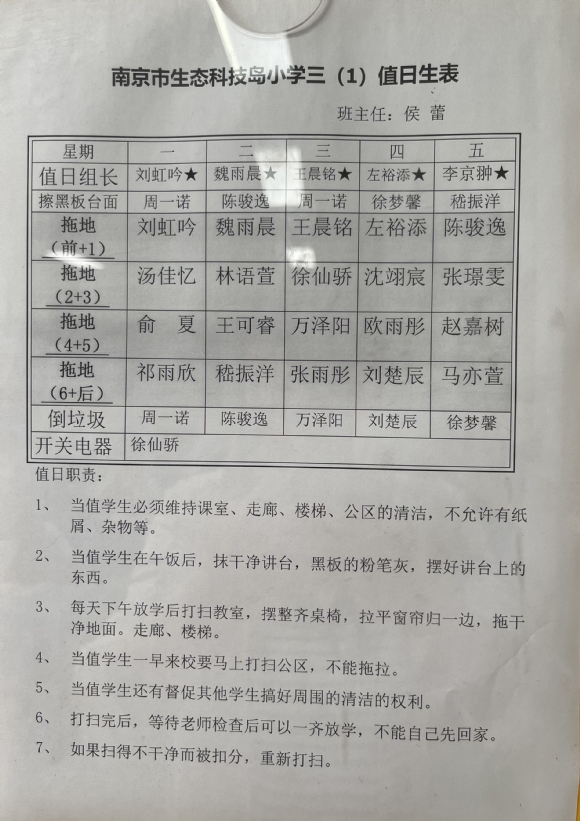 南京市生态科技岛小学三（1）值日生表
班主任：侯 蕾
星期 一 二 三 四 五
值日组长 刘虹吟★ 魏雨晨★ 王晨铭★ 左裕添★ 李京翀★
擦黑板台面 周一诺 陈骏逸 周一诺 徐梦馨 嵇振洋
拖地（前+1） 刘虹吟 魏雨晨 王晨铭 左裕添 陈骏逸
拖地（2+3） 汤佳忆 林语萱 徐仙骄 沈翊宸 张璟雯
拖地（4+5） 俞 夏 王可睿 万泽阳 欧雨彤 赵嘉树
拖地（6+后） 祁雨欣 嵇振洋 张雨彤 刘楚辰 马亦萱
倒垃圾 周一诺 陈骏逸 万泽阳 刘楚辰 徐梦馨
开关电器 徐仙骄
值日职责：
1、 当值学生必须维持课室、走廊、楼梯、公区的清洁，不允许有纸
屑、杂物等。
2、 当值学生在午饭后，抹干净讲台，黑板的粉笔灰，摆好讲台上的
东西。
3、 每天下午放学后打扫教室，摆整齐桌椅，拉平窗帘归一边，拖干
净地面。走廊、楼梯。
4、 当值学生一早来校要马上打扫公区，不能拖拉。
5、 当值学生还有督促其他学生搞好周围的清洁的权利。
6、 打扫完后，等待老师检查后可以一齐放学，不能自己先回家。
7、 如果扫得不干净而被扣分，重新打扫。